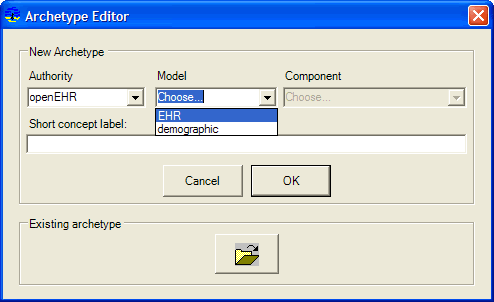 Archetype Editor
New Archetype
Authority Model Component
openEHR Choose... Choose...
EHR
demographic
Short concept label:
Cancel OK
Existing archetype